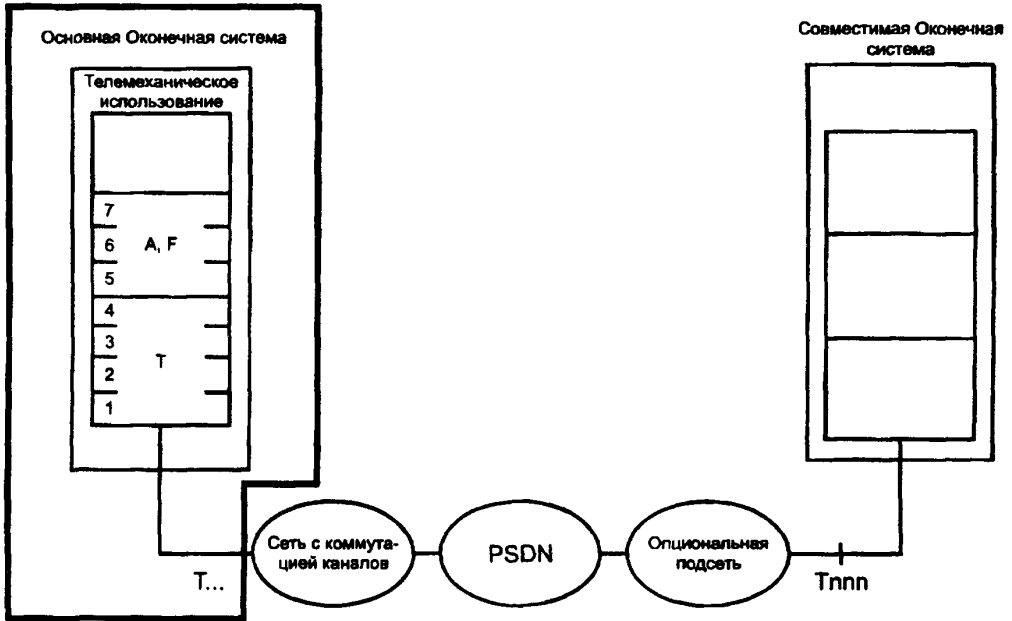 Основная Оконечная система
Телемеханическое
использование
7
6
A, F
5
4
3
T
2
1
Совместимая Оконечная
система
Сеть с коммута-
цией каналов
PSDN
Опциональная
подсеть
T...
Tnnn